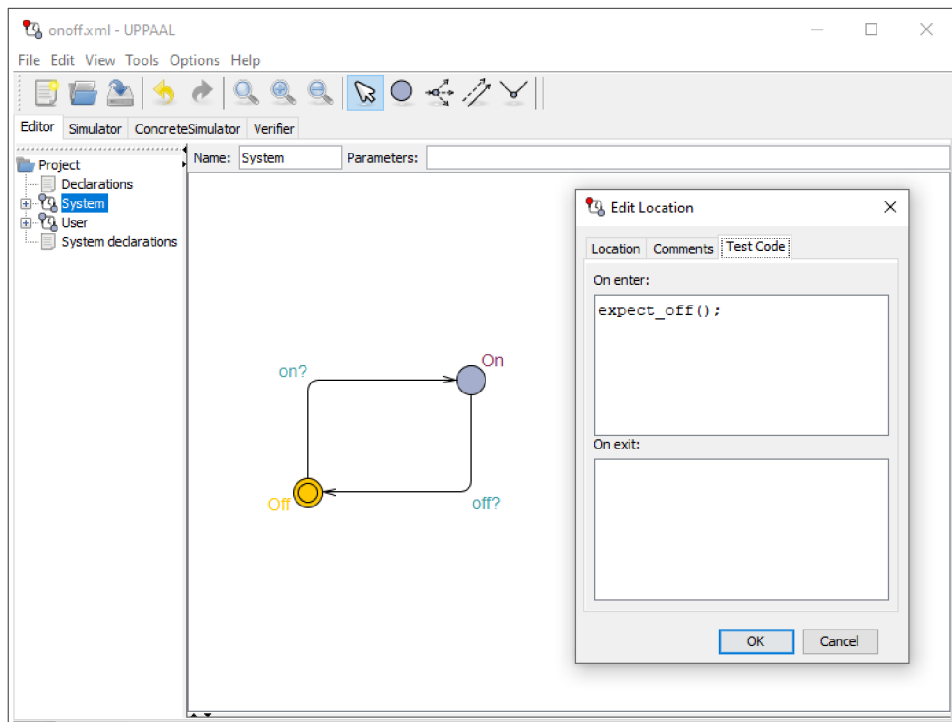 onoff.xml - UPPAAL
File Edit View Tools Options Help
Editor Simulator ConcreteSimulator Verifier
Project
Declarations
System
User
System declarations
Name: System Parameters:
on?
On
Off
off?
Edit Location
Location Comments Test Code
On enter:
expect_off();
On exit:
OK Cancel